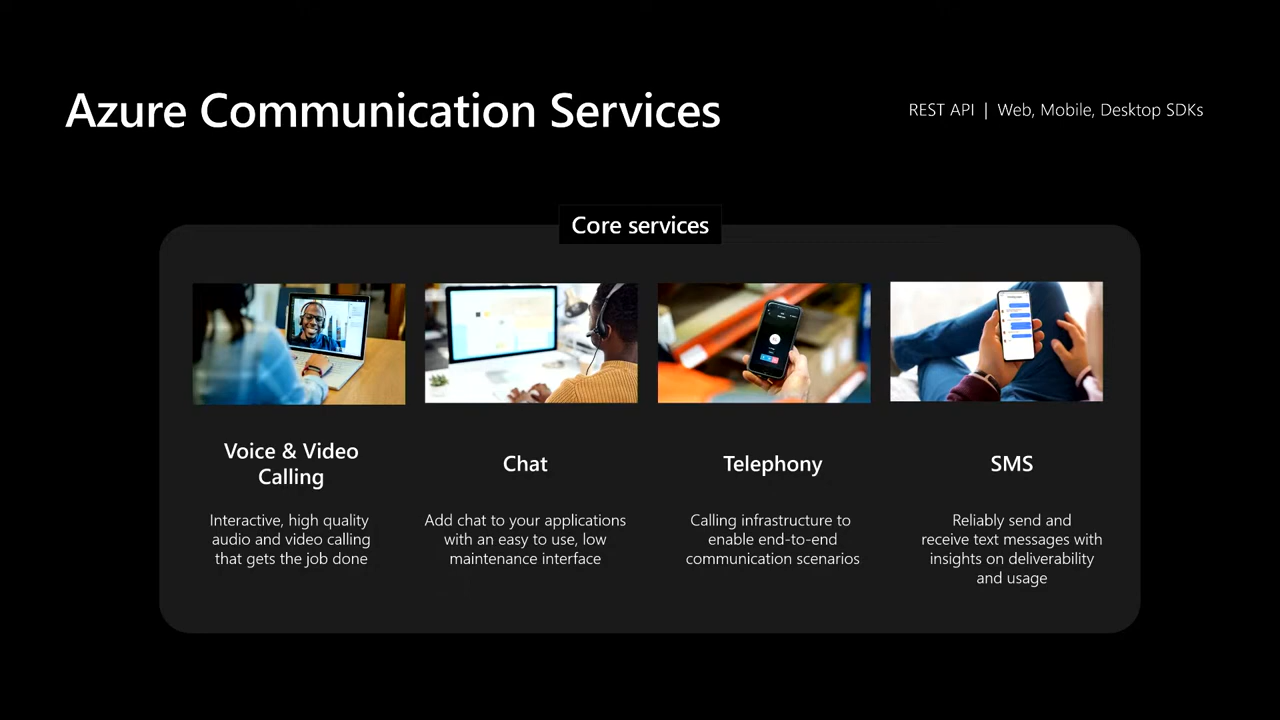 Azure Communication Services
REST API | Web, Mobile, Desktop SDKs
Core services
Voice & Video
Calling
Interactive, high quality
audio and video calling
that gets the job done
Chat
Add chat to your applications
with an easy to use, low
maintenance interface
Telephony
Calling infrastructure to
enable end-to-end
communication scenarios
SMS
Reliably send and
receive text messages with
insights on deliverability
and usage